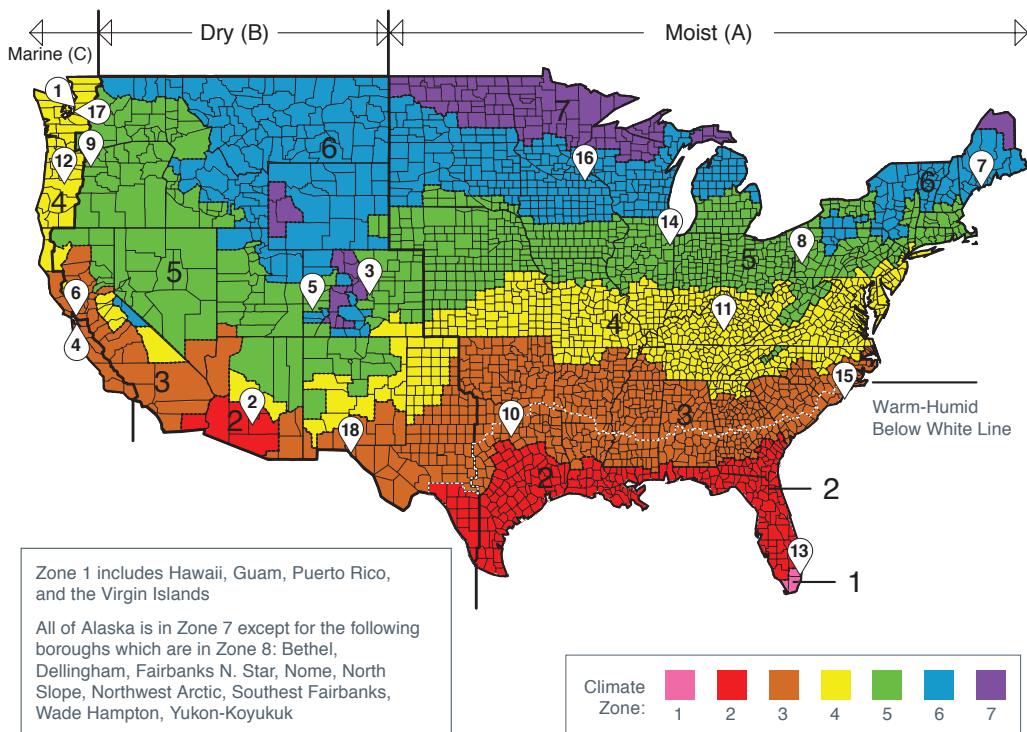 Dry (B)
Moist (A)
Marine (C)
1
17
7
9
6
16
12
7
6
4
14
8
5
3
5
5
6
11
4
4
3
15
Warm-Humid
Below White Line
2
2
10
3
18
2
2
13
1
Zone 1 includes Hawaii, Guam, Puerto Rico,
and the Virgin Islands
All of Alaska is in Zone 7 except for the following
boroughs which are in Zone 8: Bethel,
Dellingham, Fairbanks N. Star, Nome, North
Slope, Northwest Arctic, Southest Fairbanks,
Wade Hampton, Yukon-Koyukuk
Climate
Zone:
1 2 3 4 5 6 7